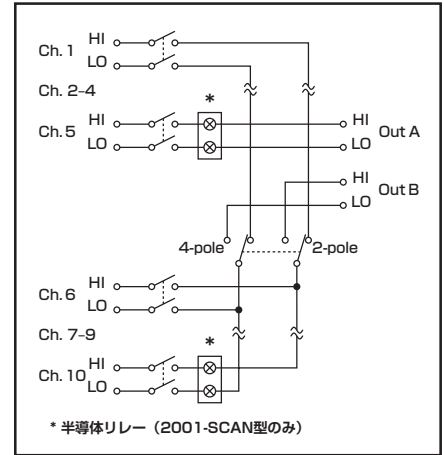 Ch. 1 HI
LO
Ch. 2–4
*
Ch. 5 HI
LO
HI
LO Out A
HI
LO Out B
4-pole 2-pole
Ch. 6 HI
LO
Ch. 7–9
*
Ch. 10 HI
LO
* 半導体リレー（2001-SCAN型のみ）